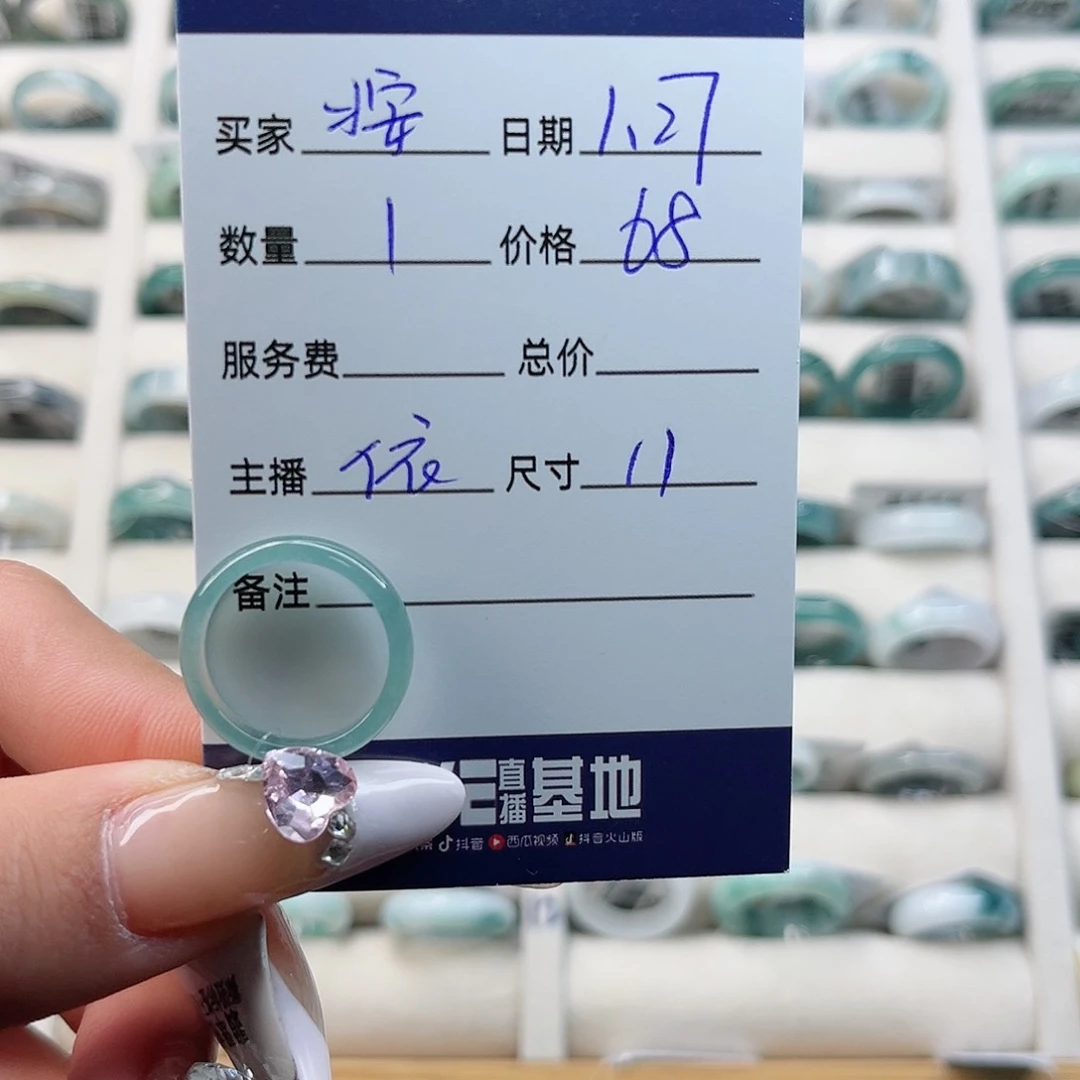 买家 日期 1.27
数量 1 价格 68
服务费 总价
主播 依 尺寸 11
备注
直播基地
抖音 西瓜视频 抖音火山版